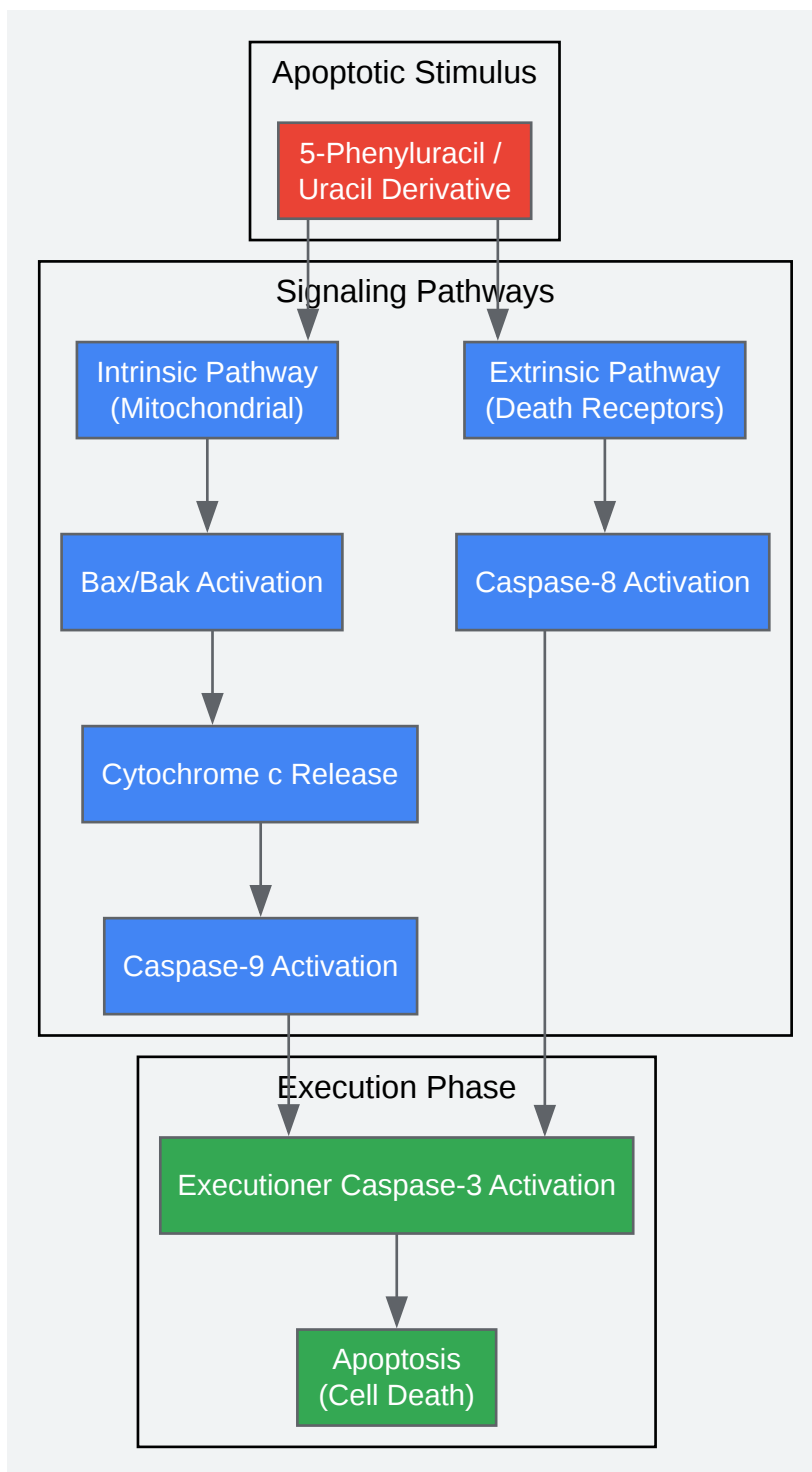 Apoptotic Stimulus
5-Phenyluracil /
Uracil Derivative
Signaling Pathways
Intrinsic Pathway
(Mitochondrial)
Extrinsic Pathway
(Death Receptors)
Bax/Bak Activation
Caspase-8 Activation
Cytochrome c Release
Caspase-9 Activation
Execution Phase
Executioner Caspase-3 Activation
Apoptosis
(Cell Death)